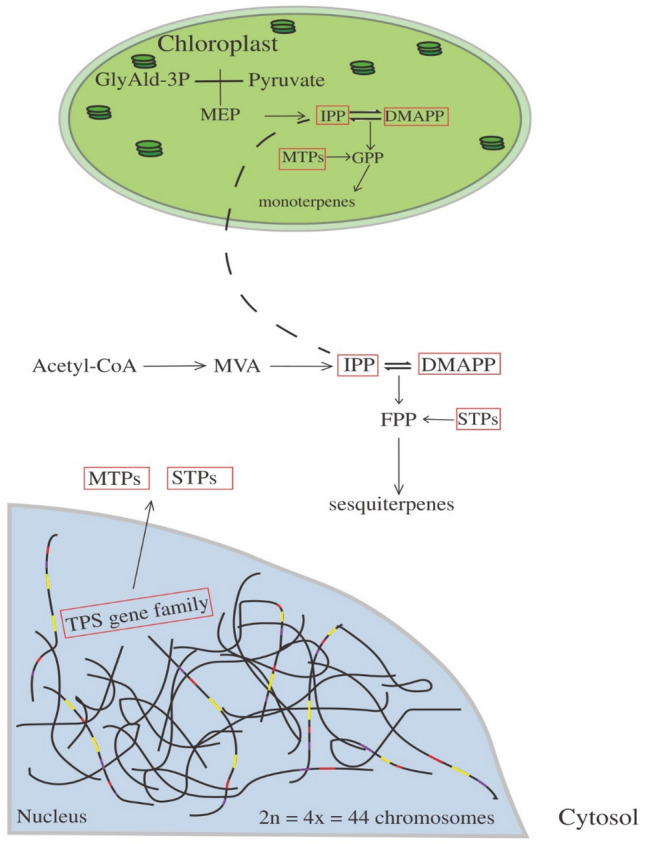 Chloroplast
GlyAld-3P Pyruvate
MEP IPP DMAPP
MTPs GPP
monoterpenes
Acetyl-CoA MVA IPP DMAPP
FPP STPs
MTPs STPs
sesquiterpenes
TPS gene family
Nucleus 2n = 4x = 44 chromosomes Cytosol